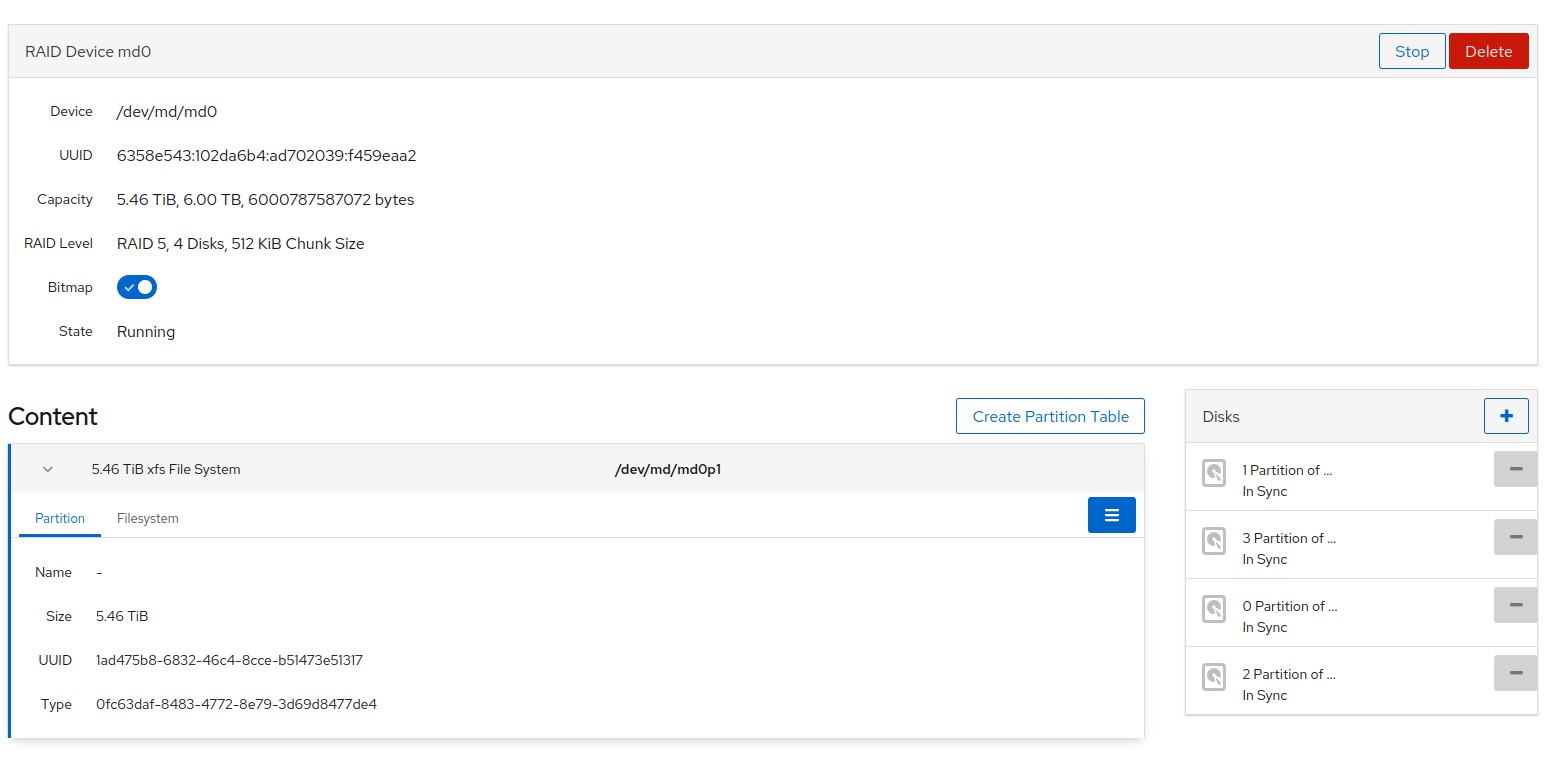 RAID Device md0
Stop
Delete
Device /dev/md/md0
UUID 6358e543:102da6b4:ad702039:f459eaa2
Capacity 5.46 TiB, 6.00 TB, 6000787587072 bytes
RAID Level RAID 5, 4 Disks, 512 KiB Chunk Size
Bitmap
State Running
Content
Create Partition Table
5.46 TiB xfs File System /dev/md/md0p1
Partition Filesystem
Name -
Size 5.46 TiB
UUID 1ad475b8-6832-46c4-8cce-b51473e51317
Type 0fc63daf-8483-4772-8e79-3d69d8477de4
Disks
1 Partition of ...
In Sync
3 Partition of ...
In Sync
0 Partition of ...
In Sync
2 Partition of ...
In Sync